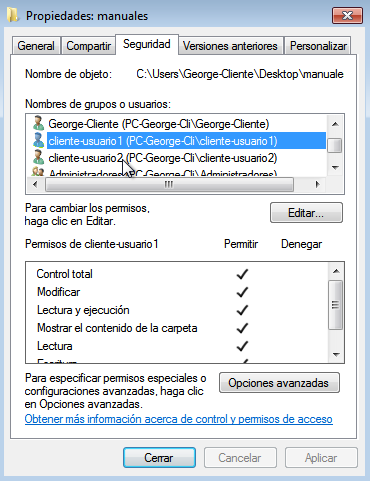 Propiedades: manuales
General Compartir Seguridad Versiones anteriores Personalizar
Nombre de objeto: C:\Users\George-Cliente\Desktop\manuale
Nombres de grupos o usuarios:
George-Cliente (PC-George-Cli\George-Cliente)
cliente-usuario1 (PC-George-Cli\cliente-usuario1)
cliente-usuario2 (PC-George-Cli\cliente-usuario2)
Administradores (PC-George-Cli\Administradores)
Para cambiar los permisos,
haga clic en Editar.
Editar...
Permisos de cliente-usuario1 Permitir Denegar
Control total
Modificar
Lectura y ejecución
Mostrar el contenido de la carpeta
Lectura
Escritura
Para especificar permisos especiales o
configuraciones avanzadas, haga clic
en Opciones avanzadas.
Opciones avanzadas
Obtener más información acerca de control y permisos de acceso
Cerrar Cancelar Aplicar